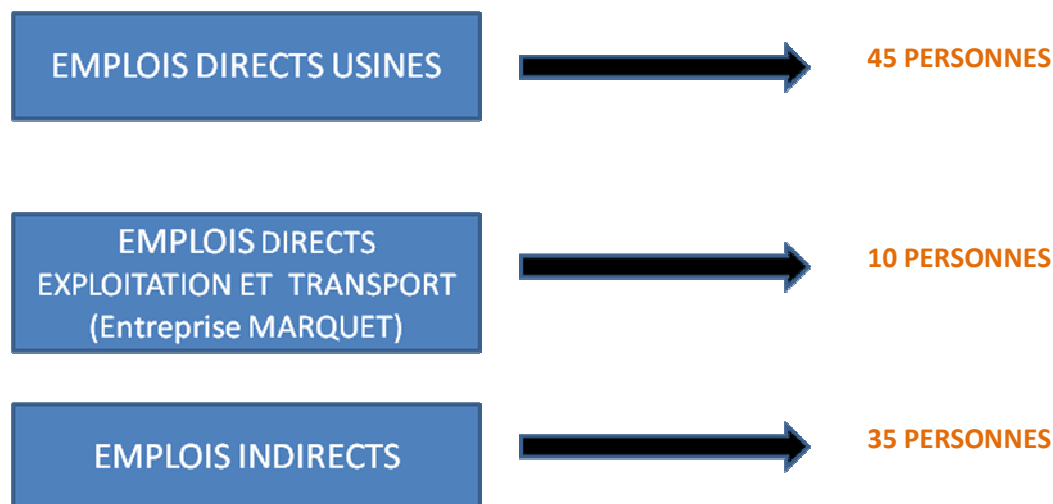 EMPLOIS DIRECTS USINES
45 PERSONNES
EMPLOIS DIRECTS
EXPLOITATION ET TRANSPORT
(Entreprise MARQUET)
10 PERSONNES
EMPLOIS INDIRECTS
35 PERSONNES